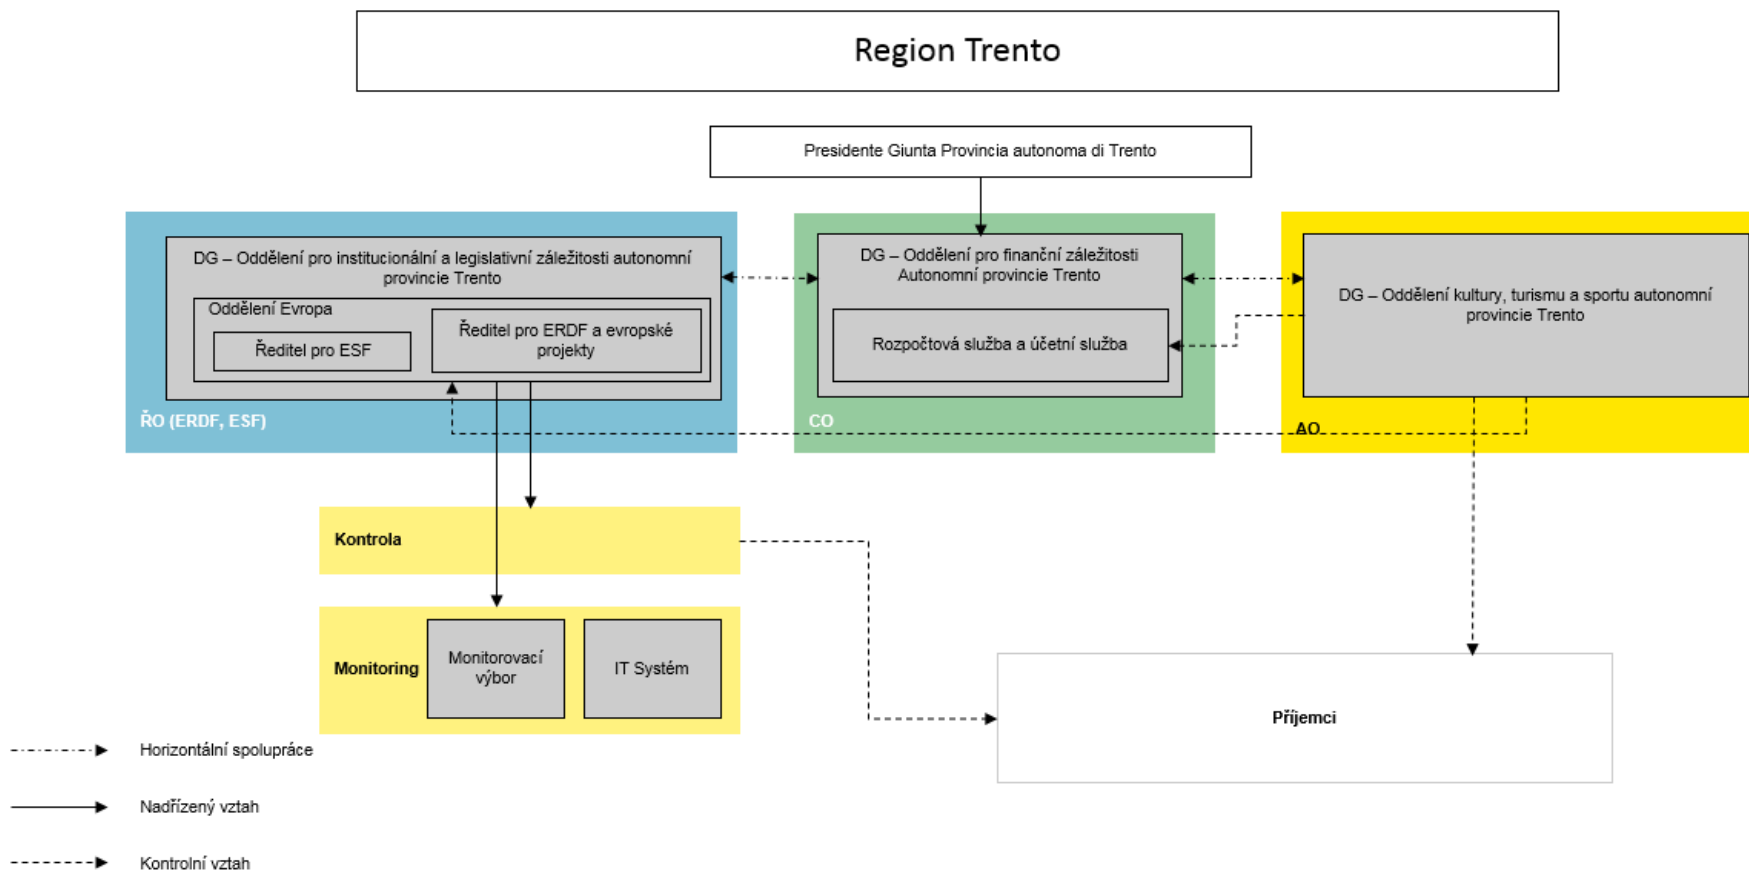 Region Trento
Presidente Giunta Provincia autonoma di Trento
DG – Oddělení pro institucionální a legislativní záležitosti autonomní
provincie Trento
Oddělení Evropa
Ředitel pro ESF
Ředitel pro ERDF a evropské
projekty
ŘO (ERDF, ESF)
DG – Oddělení pro finanční záležitosti
Autonomní provincie Trento
Rozpočtová služba a účetní služba
CO
DG – Oddělení kultury, turismu a sportu autonomní
provincie Trento
AO
Kontrola
Monitoring
Monitorovací
výbor
IT Systém
Příjemci
Horizontální spolupráce
Nadřízený vztah
Kontrolní vztah